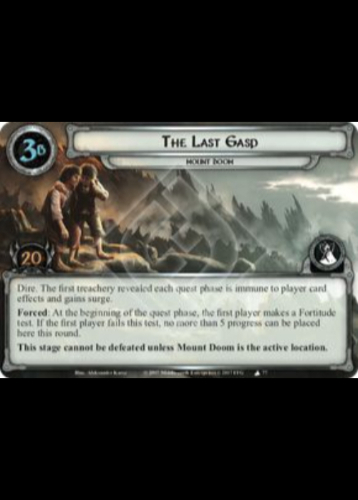 3B
THE LAST GASP
MOUNT DOOM
20
Dire. The first treachery revealed each quest phase is immune to player card
effects and gains surge.
Forced: At the beginning of the quest phase, the first player makes a Fortitude
test. If the first player fails this test, no more than 5 progress can be placed
here this round.
This stage cannot be defeated unless Mount Doom is the active location.